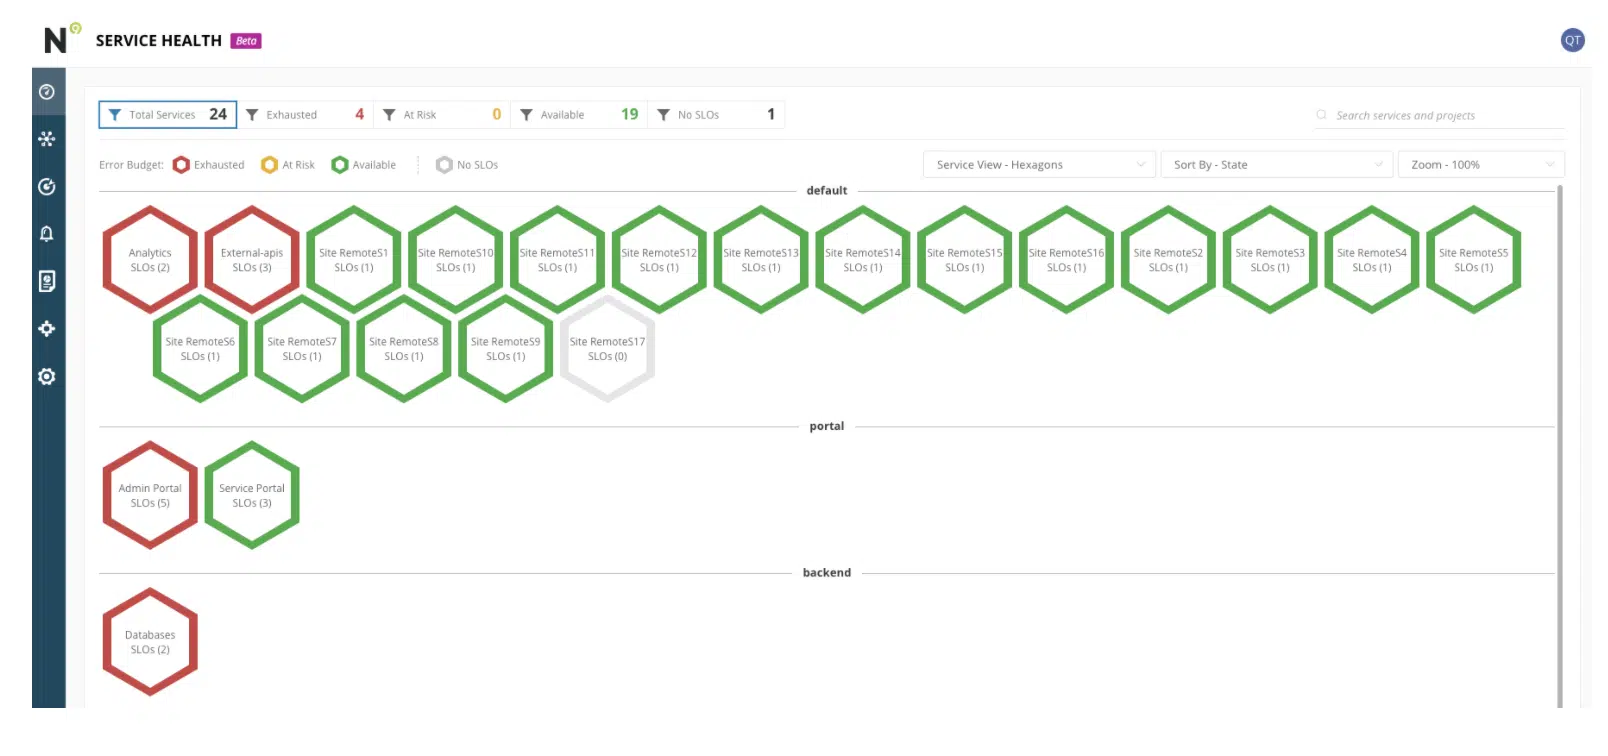 N9 SERVICE HEALTH Beta QT
Total Services 24 Exhausted 4 At Risk 0 Available 19 No SLOs 1 Search services and projects
Error Budget: Exhausted At Risk Available No SLOs Service View - Hexagons Sort By - State Zoom - 100%
default
Analytics External-apis Site RemoteS1 Site RemoteS10 Site RemoteS11 Site RemoteS12 Site RemoteS13 Site RemoteS14 Site RemoteS15 Site RemoteS16 Site RemoteS2 Site RemoteS3 Site RemoteS4 Site RemoteS5
SLOs (2) SLOs (3) SLOs (1) SLOs (1) SLOs (1) SLOs (1) SLOs (1) SLOs (1) SLOs (1) SLOs (1) SLOs (1) SLOs (1) SLOs (1) SLOs (1)
Site RemoteS6 Site RemoteS7 Site RemoteS8 Site RemoteS9 Site RemoteS17
SLOs (1) SLOs (1) SLOs (1) SLOs (1) SLOs (0)
portal
Admin Portal Service Portal
SLOs (5) SLOs (3)
backend
Databases
SLOs (2)